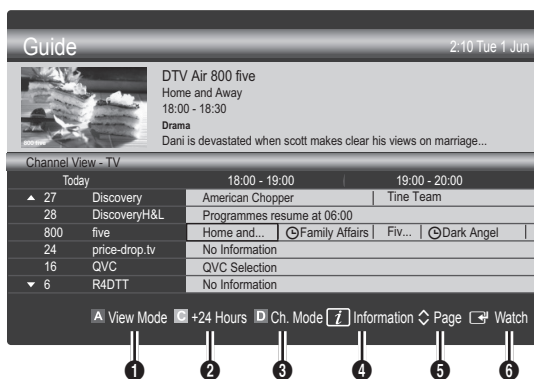 Guide 2:10 Tue 1 Jun
DTV Air 800 five
Home and Away
18:00 - 18:30
Drama
Dani is devastated when scott makes clear his views on marriage...
800 five
Channel View - TV
Today 18:00 - 19:00 19:00 - 20:00
▲ 27 Discovery American Chopper Tine Team
28 DiscoveryH&L Programmes resume at 06:00
800 five Home and... Family Affairs Fiv... Dark Angel
24 price-drop.tv No Information
16 QVC QVC Selection
▼ 6 R4DTT No Information
A View Mode C +24 Hours D Ch. Mode i Information Page Watch
1 2 3 4 5 6